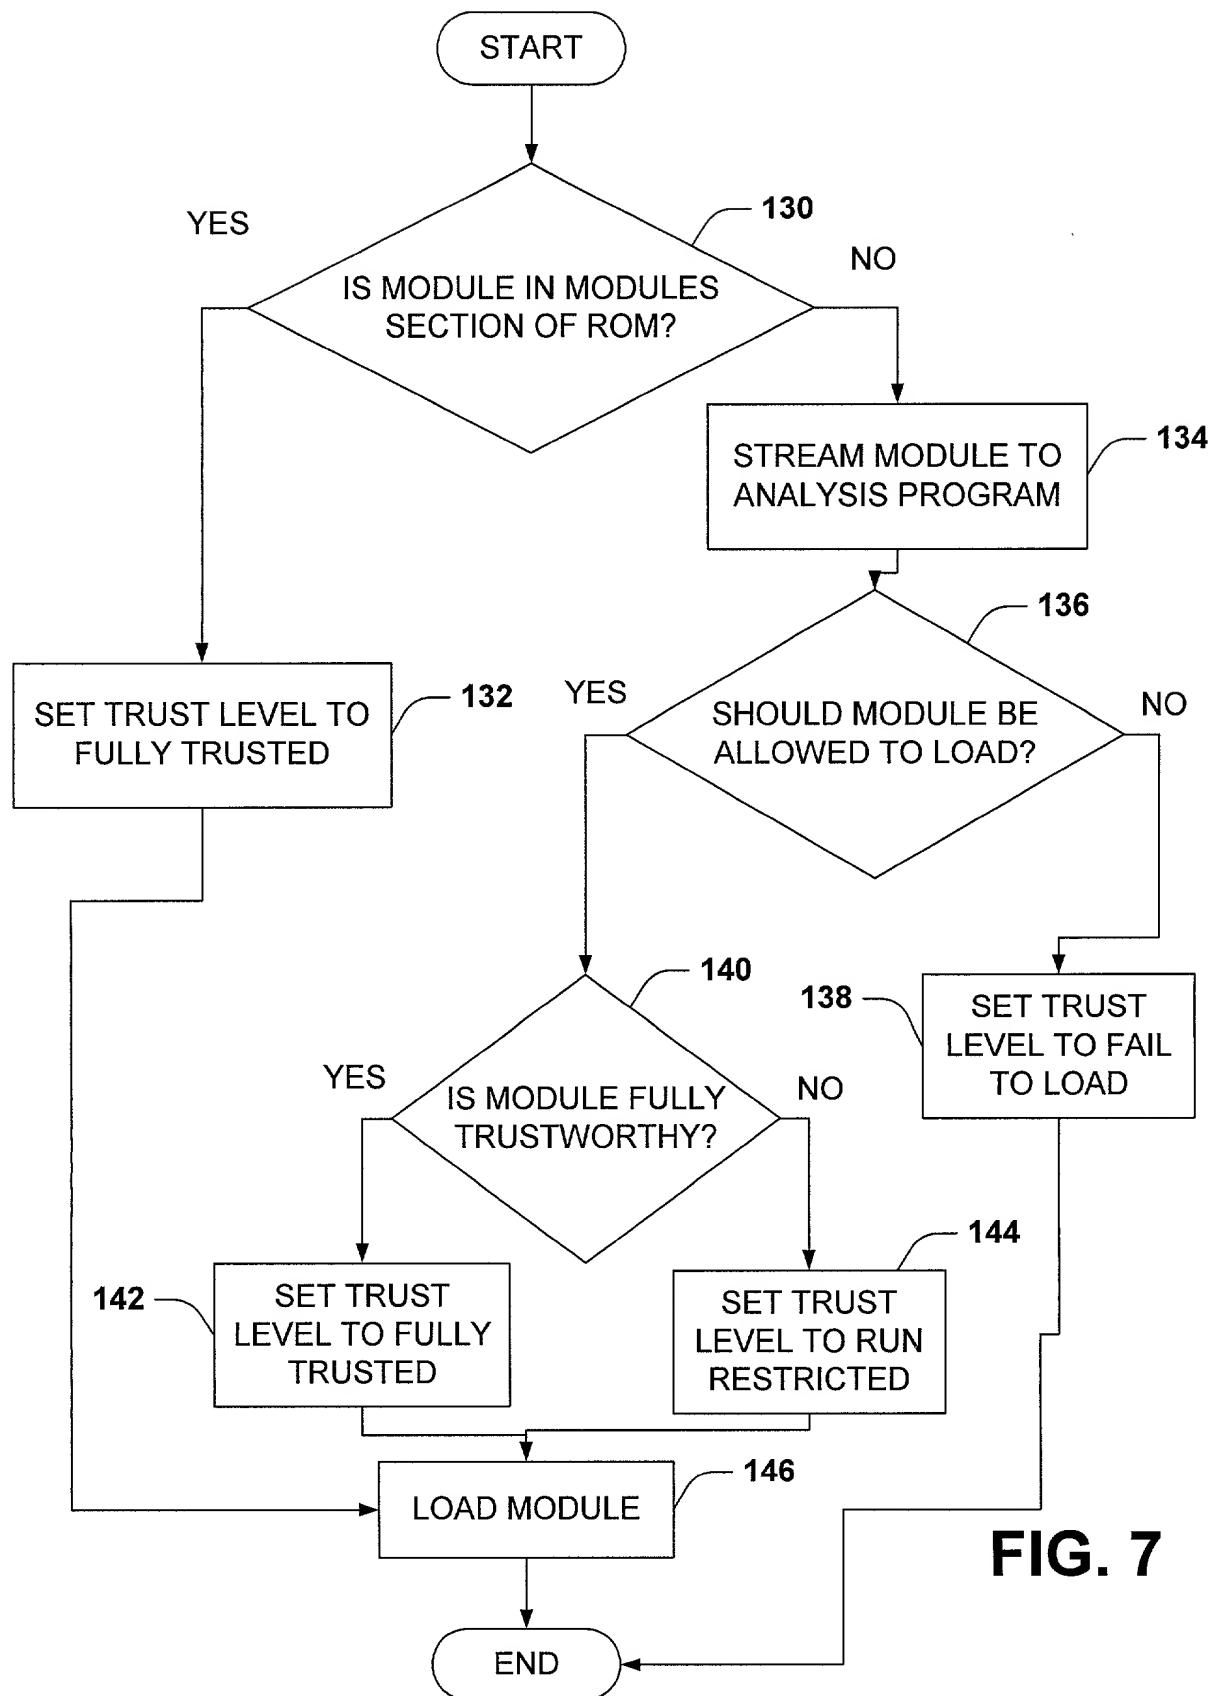 START
130
YES
NO
IS MODULE IN MODULES
SECTION OF ROM?
134
STREAM MODULE TO
ANALYSIS PROGRAM
136
132
SET TRUST LEVEL TO
FULLY TRUSTED
YES
NO
SHOULD MODULE BE
ALLOWED TO LOAD?
140
138
SET TRUST
LEVEL TO FAIL
TO LOAD
YES
NO
IS MODULE FULLY
TRUSTWORTHY?
144
142
SET TRUST
LEVEL TO FULLY
TRUSTED
SET TRUST
LEVEL TO RUN
RESTRICTED
146
LOAD MODULE
FIG. 7
END